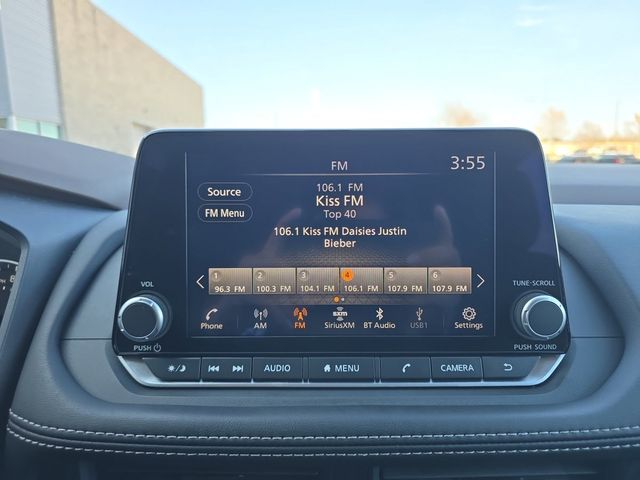 FM
3:55
Source
106.1 FM
Kiss FM
FM Menu
Top 40
106.1 Kiss FM Daisies Justin
Bieber
1 2 3 4 5 6
96.3 FM 100.3 FM 104.1 FM 106.1 FM 107.9 FM 107.9 FM
Phone AM FM SiriusXM BT Audio USB1 Settings
sxm
VOL
TUNE·SCROLL
PUSH
PUSH SOUND
AUDIO MENU CAMERA